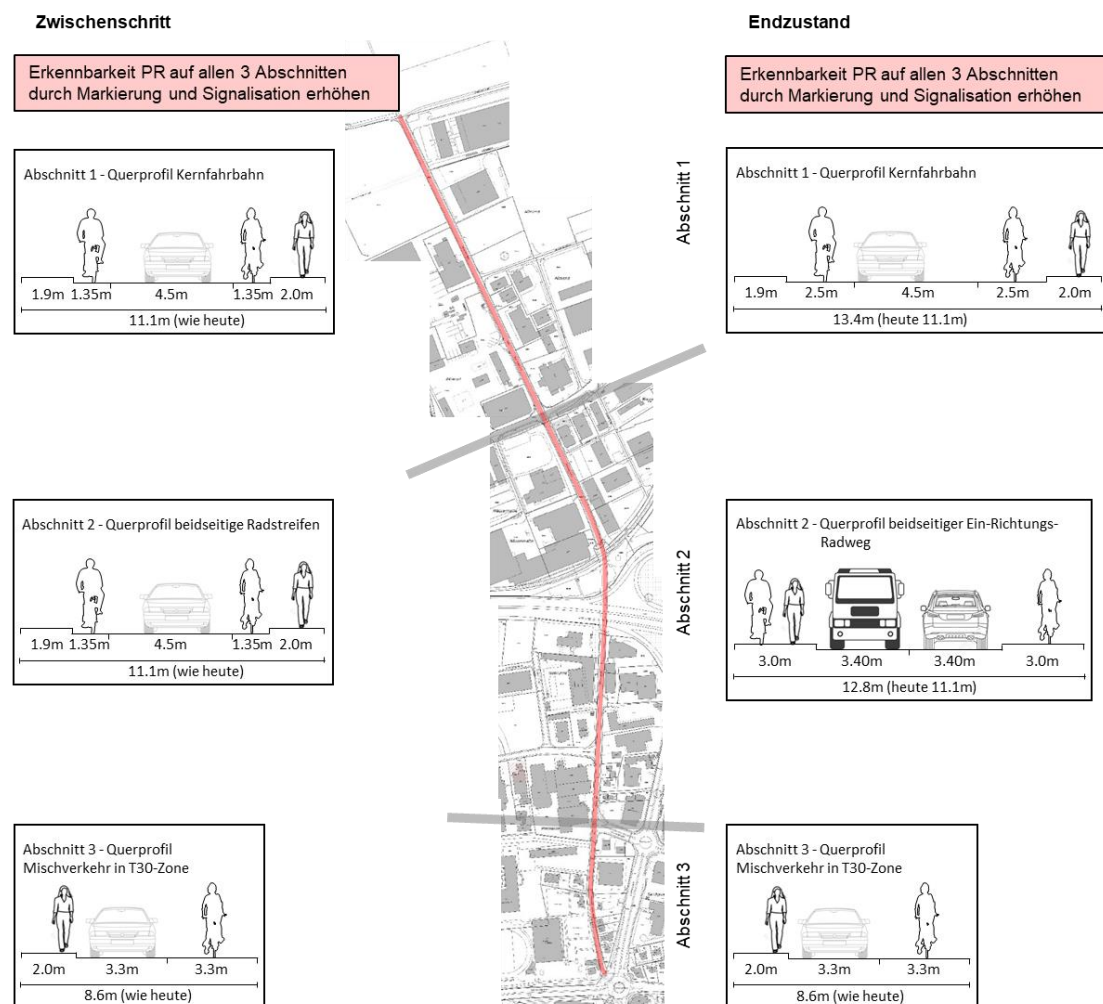 Zwischenschritt
Erkennbarkeit PR auf allen 3 Abschnitten
durch Markierung und Signalisation erhöhen
Abschnitt 1 - Querprofil Kernfahrbahn
1.9m 1.35m 4.5m 1.35m 2.0m
11.1m (wie heute)
Abschnitt 2 - Querprofil beidseitige Radstreifen
1.9m 1.35m 4.5m 1.35m 2.0m
11.1m (wie heute)
Abschnitt 3 - Querprofil
Mischverkehr in T30-Zone
2.0m 3.3m 3.3m
8.6m (wie heute)
Abschnitt 1
Abschnitt 2
Abschnitt 3
Endzustand
Erkennbarkeit PR auf allen 3 Abschnitten
durch Markierung und Signalisation erhöhen
Abschnitt 1 - Querprofil Kernfahrbahn
1.9m 2.5m 4.5m 2.5m 2.0m
13.4m (heute 11.1m)
Abschnitt 2 - Querprofil beidseitiger Ein-Richtungs-
Radweg
3.0m 3.40m 3.40m 3.0m
12.8m (heute 11.1m)
Abschnitt 3 - Querprofil
Mischverkehr in T30-Zone
2.0m 3.3m 3.3m
8.6m (wie heute)